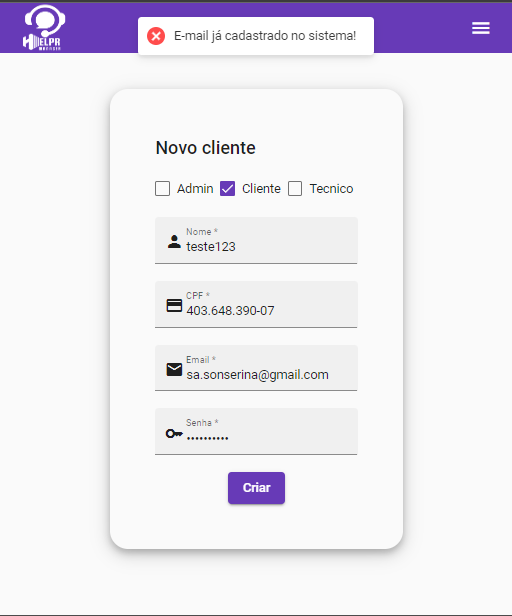 HELPR
E-mail já cadastrado no sistema!
Novo cliente
Admin Cliente Tecnico
Nome *
teste123
CPF *
403.648.390-07
Email *
sa.sonserina@gmail.com
Senha *
••••••••••
Criar